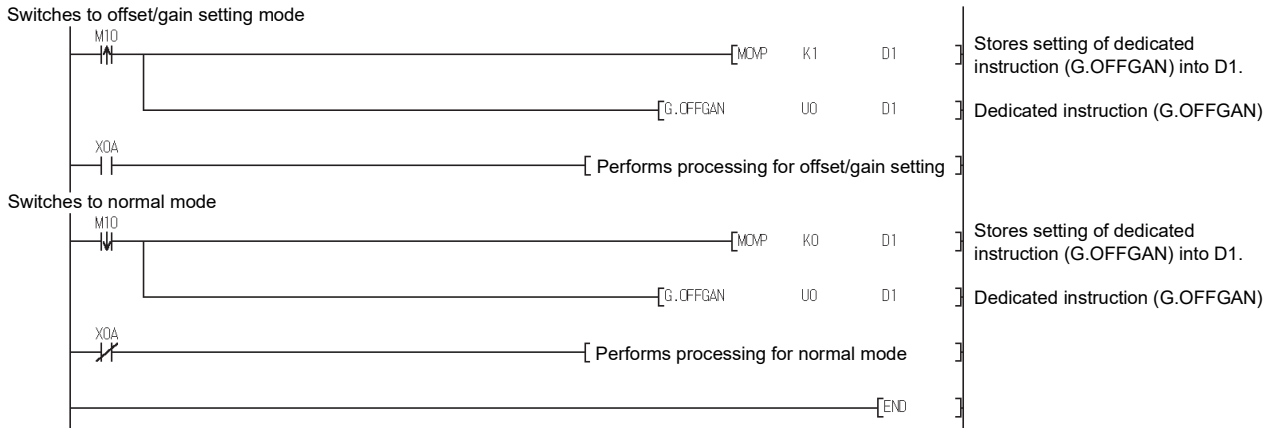 Switches to offset/gain setting mode
M10
MOVP K1 D1
Stores setting of dedicated
instruction (G.OFFGAN) into D1.
G.OFFGAN U0 D1
Dedicated instruction (G.OFFGAN)
X0A
Performs processing for offset/gain setting
Switches to normal mode
M10
MOVP K0 D1
Stores setting of dedicated
instruction (G.OFFGAN) into D1.
G.OFFGAN U0 D1
Dedicated instruction (G.OFFGAN)
X0A
Performs processing for normal mode
END